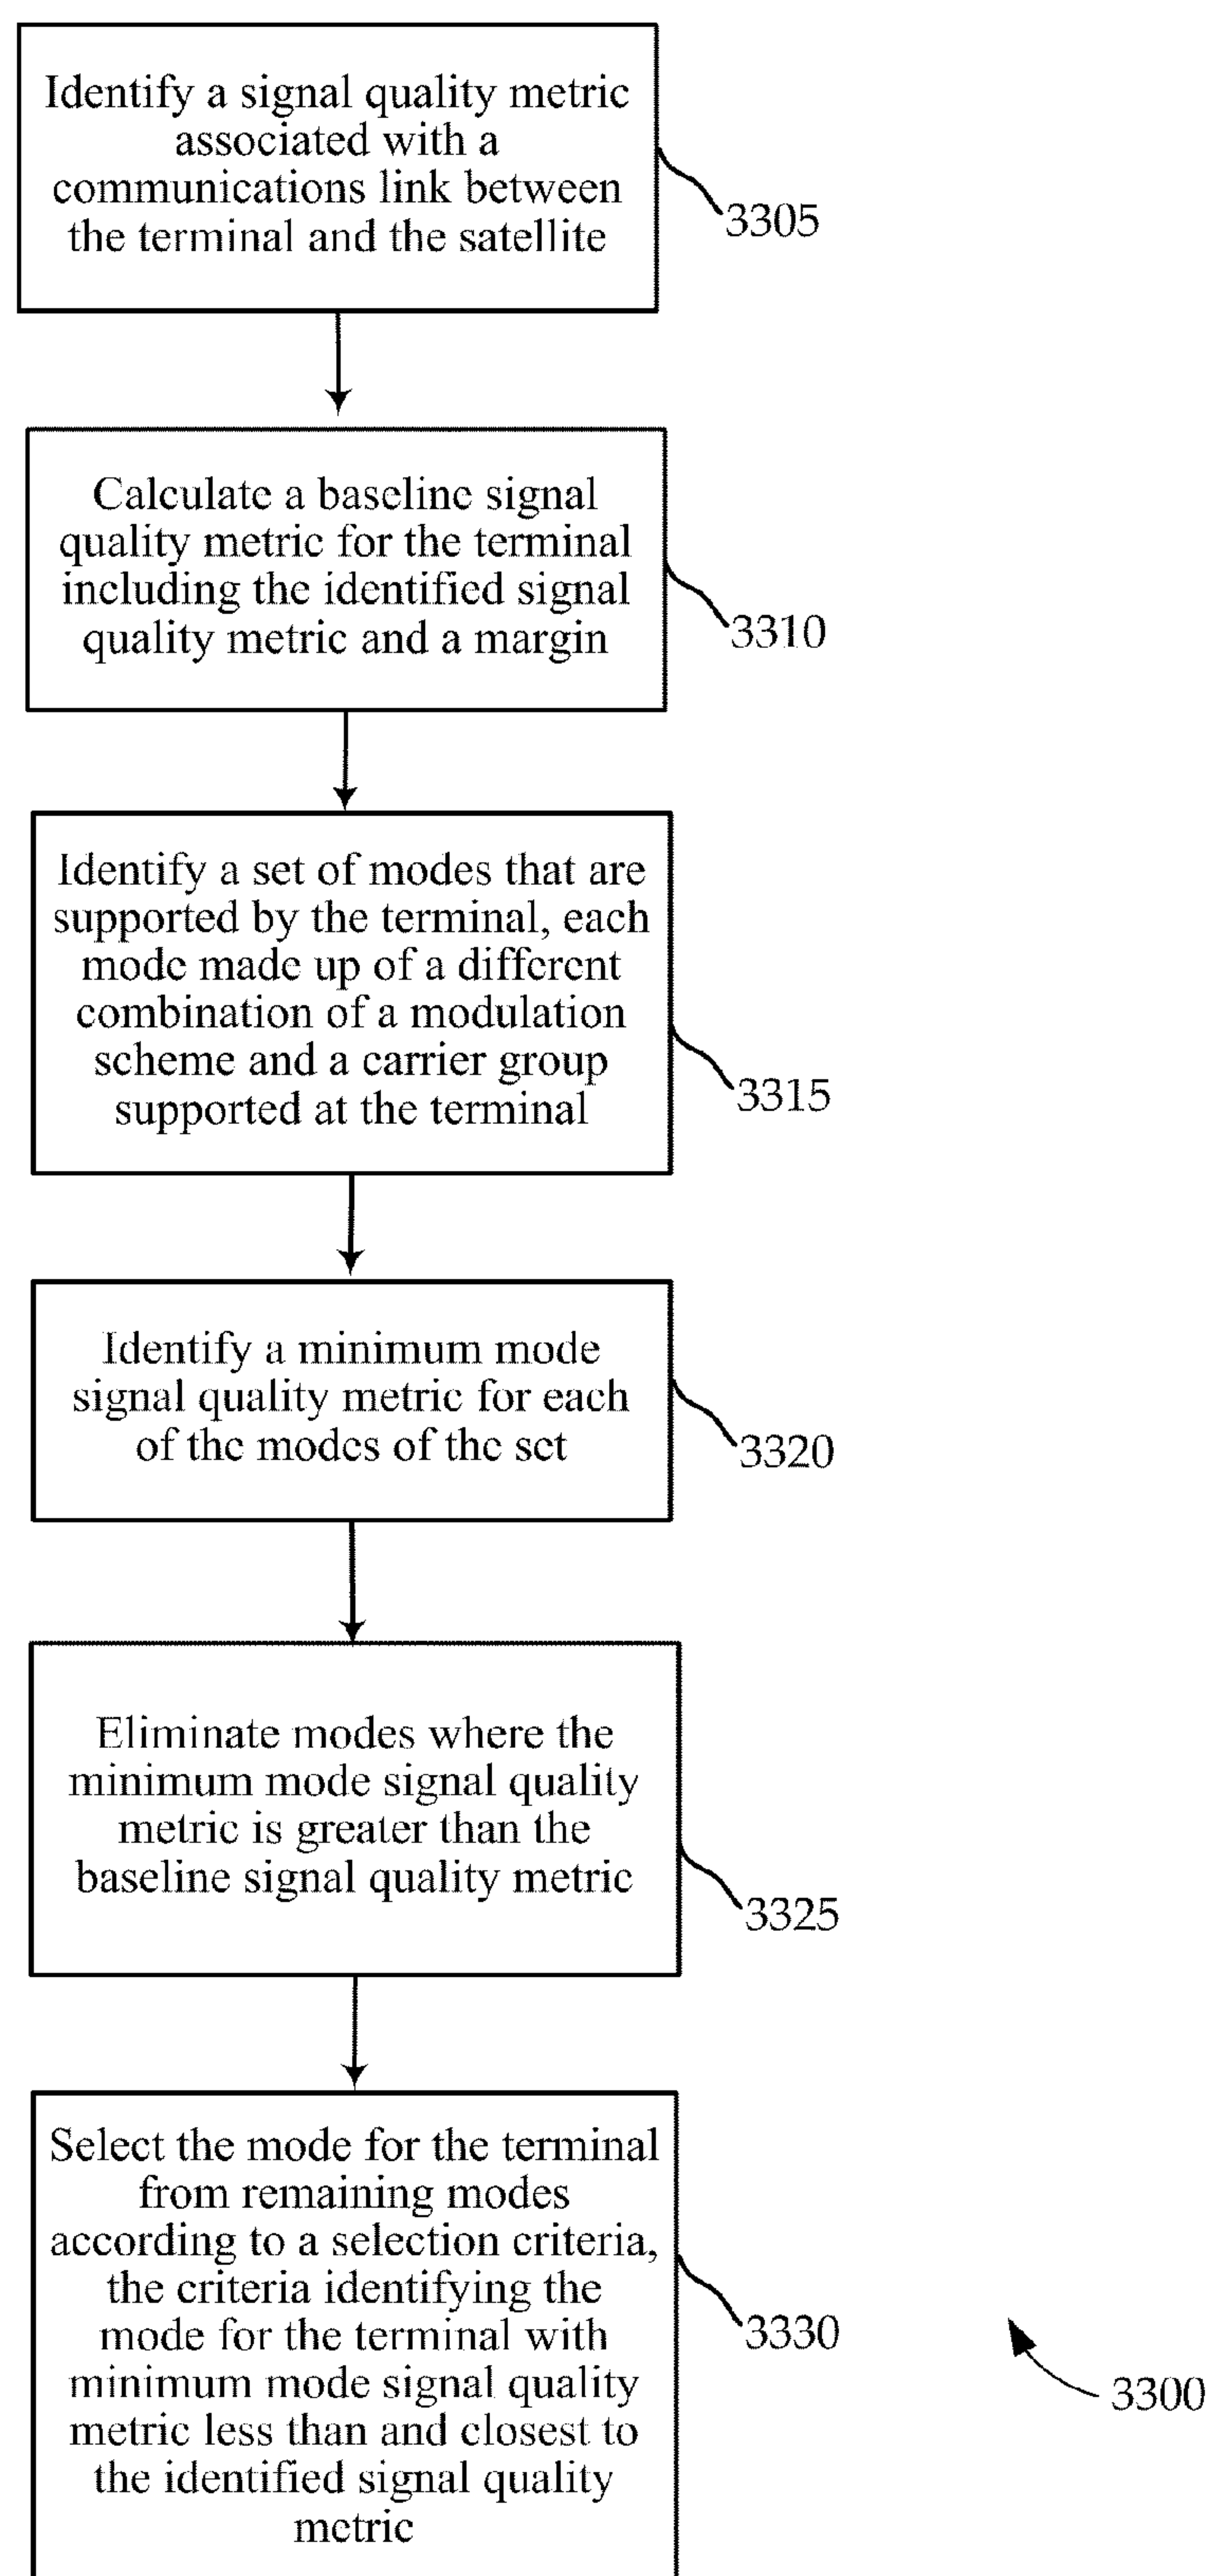 Identify a signal quality metric
associated with a
communications link between
the terminal and the satellite
3305
Calculate a baseline signal
quality metric for the terminal
including the identified signal
quality metric and a margin
3310
Identify a set of modes that are
supported by the terminal, each
mode made up of a different
combination of a modulation
scheme and a carrier group
supported at the terminal
3315
Identify a minimum mode
signal quality metric for each
of the modes of the set
3320
Eliminate modes where the
minimum mode signal quality
metric is greater than the
baseline signal quality metric
3325
Select the mode for the terminal
from remaining modes
according to a selection criteria,
the criteria identifying the
mode for the terminal with
minimum mode signal quality
metric less than and closest to
the identified signal quality
metric
3330
3300